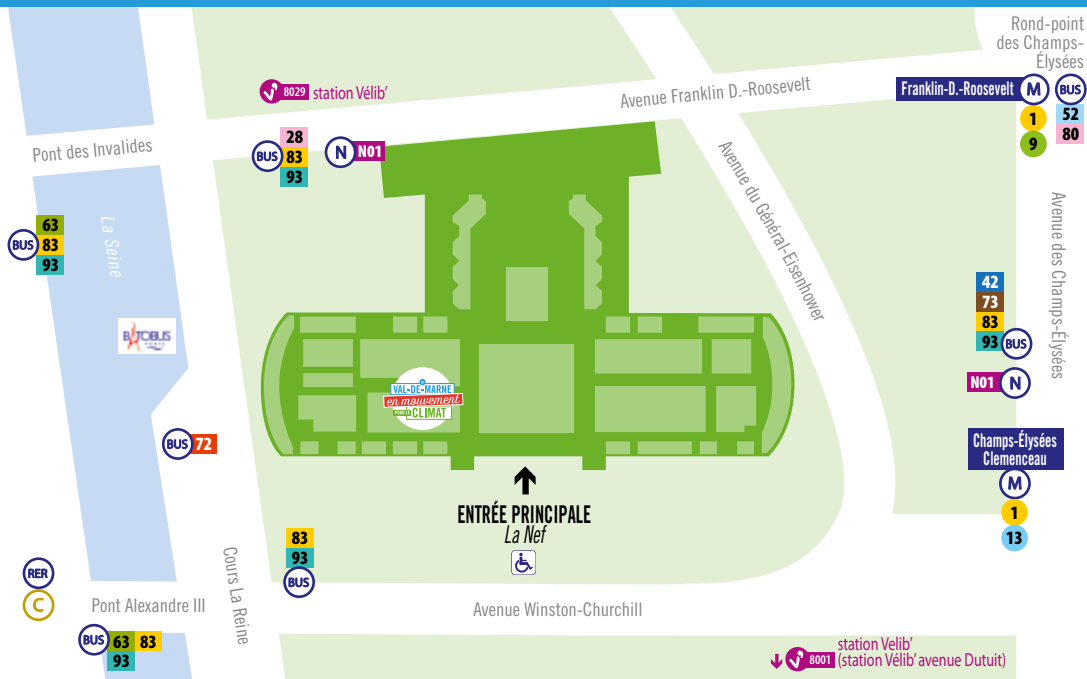 Rond-point
des Champs-
Élysées
8029 station Vélib'
Avenue Franklin D.-Roosevelt
Franklin-D.-Roosevelt M BUS
1 52
9 80
Pont des Invalides
BUS 28
83
93
N N01
La Seine
BUS 63
83
93
Avenue du Général-Eisenhower
Avenue des Champs-Élysées
42
73
83
93 BUS
N01 N
BATOBUS
PARIS
VAL-DE-MARNE
en mouvement
CLIMAT
BUS 72
Champs-Élysées
Clemenceau
M
1
13
ENTRÉE PRINCIPALE
La Nef
83
93
BUS
Cours La Reine
RER
C
Pont Alexandre III
Avenue Winston-Churchill
BUS 63 83
93
8001 station Velib'
(station Vélib' avenue Dutuit)